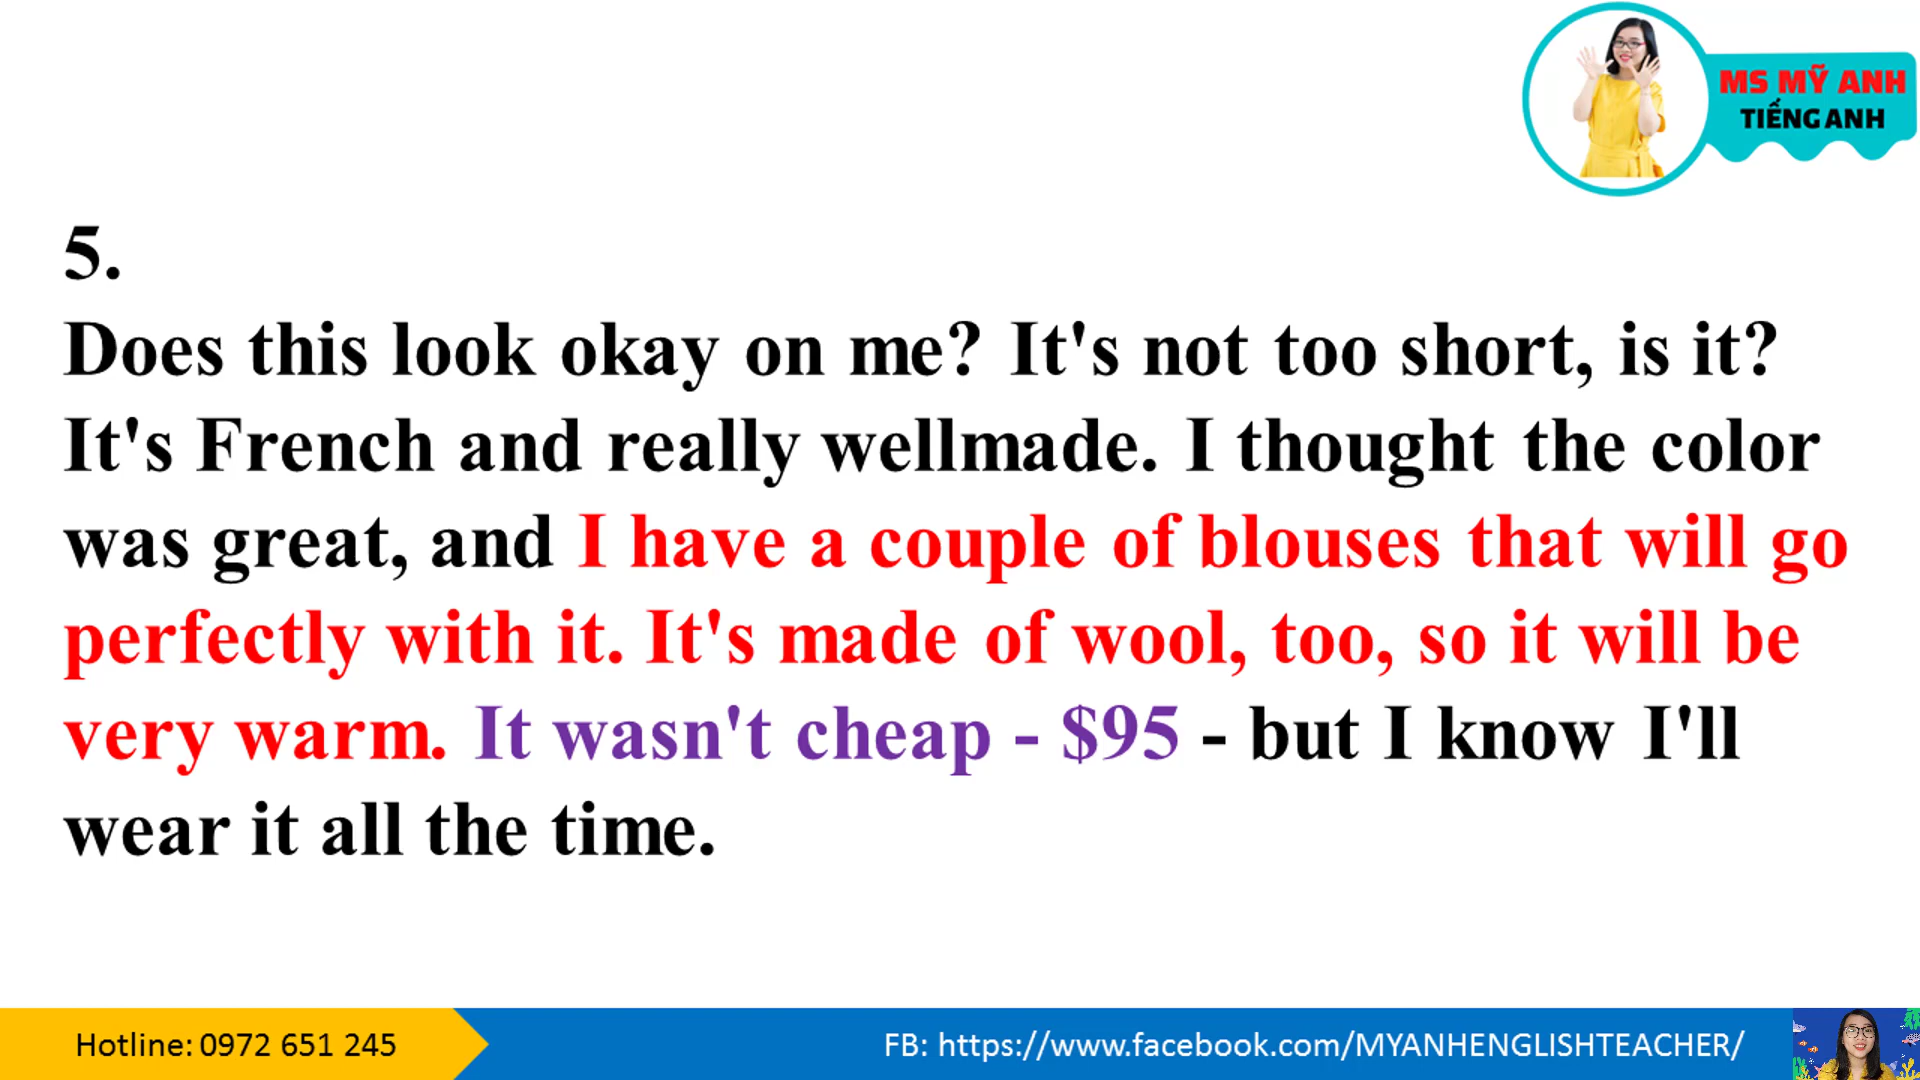 MS MỸ ANH
TIẾNG ANH
5.
Does this look okay on me? It's not too short, is it?
It's French and really wellmade. I thought the color
was great, and I have a couple of blouses that will go
perfectly with it. It's made of wool, too, so it will be
very warm. It wasn't cheap - $95 - but I know I'll
wear it all the time.
Hotline: 0972 651 245
FB: https://www.facebook.com/MYANHENGLISHTEACHER/